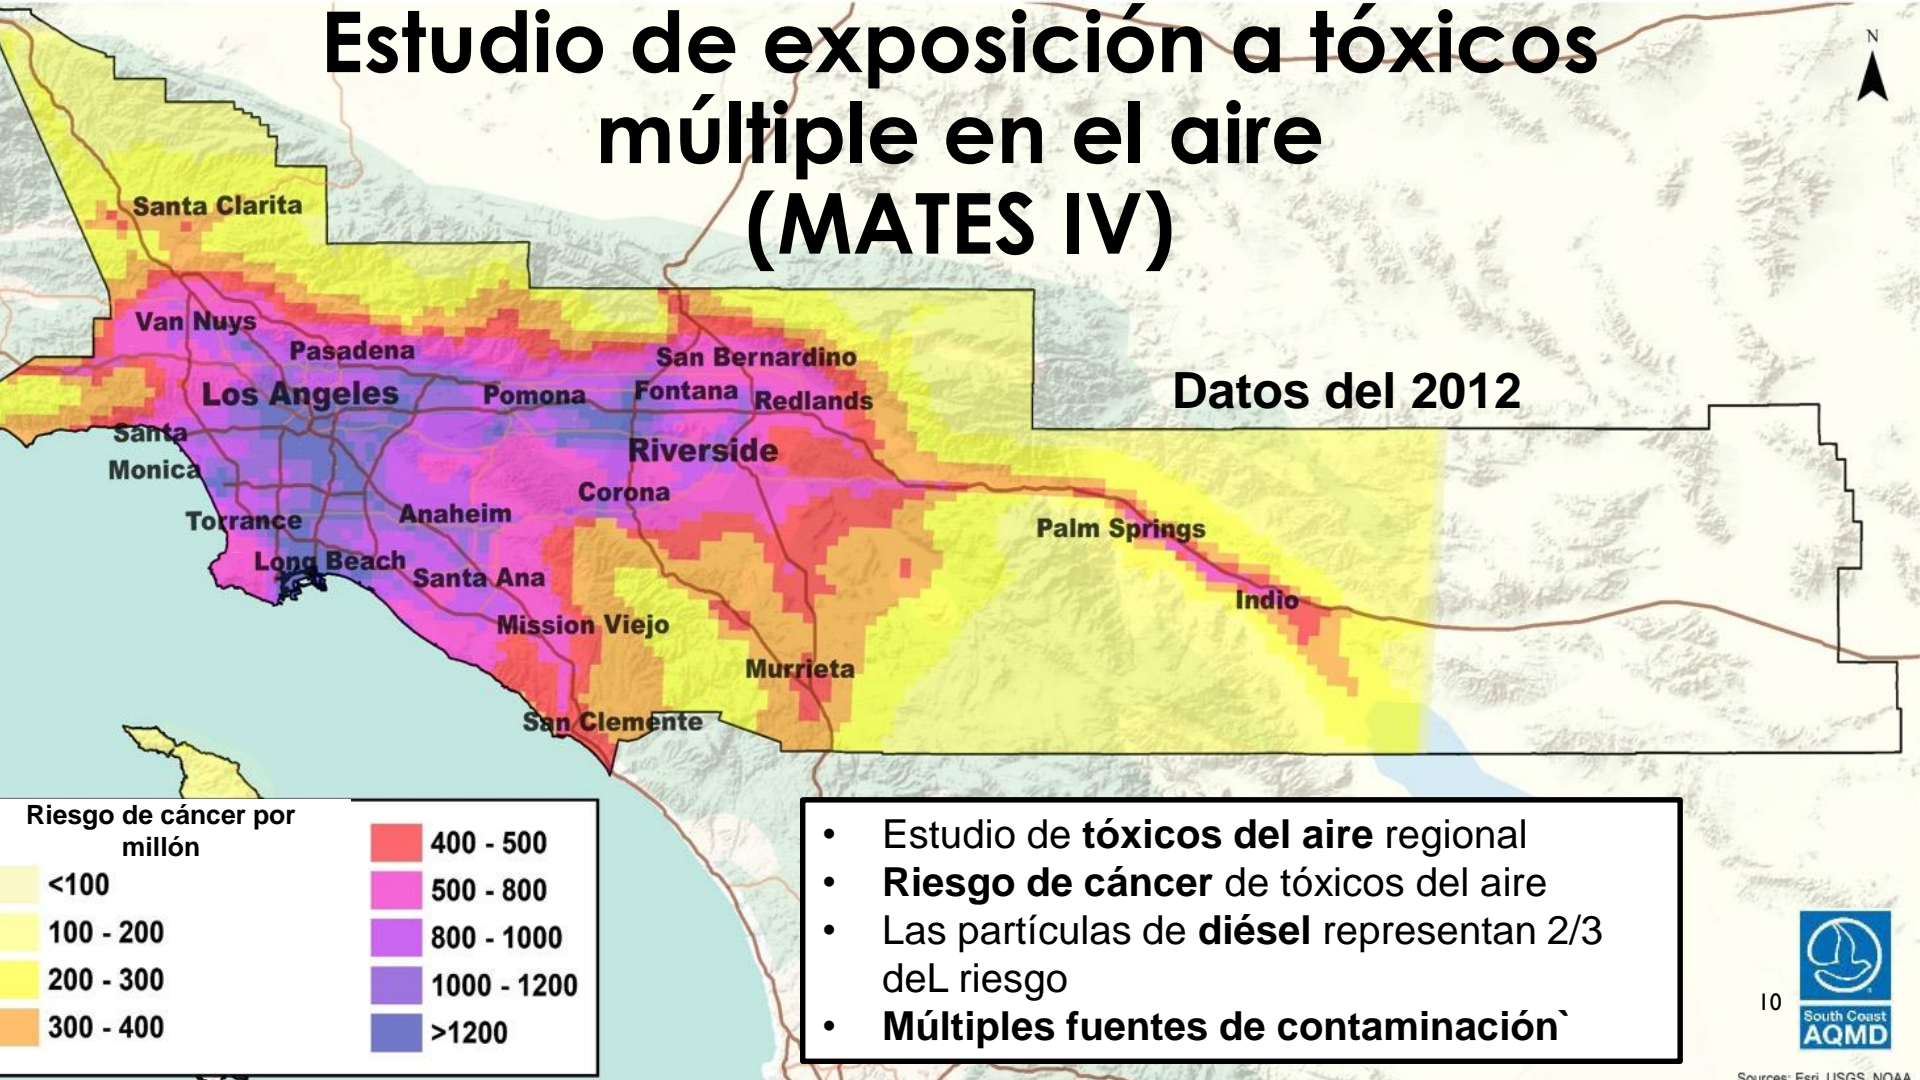 Estudio de exposición a tóxicos
múltiple en el aire
(MATES IV)
N
Santa Clarita
Van Nuys
Pasadena
San Bernardino
Los Angeles
Pomona
Fontana
Redlands
Datos del 2012
Santa
Monica
Riverside
Corona
Torrance
Anaheim
Palm Springs
Long Beach
Santa Ana
Indio
Mission Viejo
Murrieta
San Clemente
Riesgo de cáncer por
millón
<100
100 - 200
200 - 300
300 - 400
400 - 500
500 - 800
800 - 1000
1000 - 1200
>1200
• Estudio de tóxicos del aire regional
• Riesgo de cáncer de tóxicos del aire
• Las partículas de diésel representan 2/3
deL riesgo
• Múltiples fuentes de contaminación`
10
South Coast
AQMD
Sources: Esri, USGS, NOAA